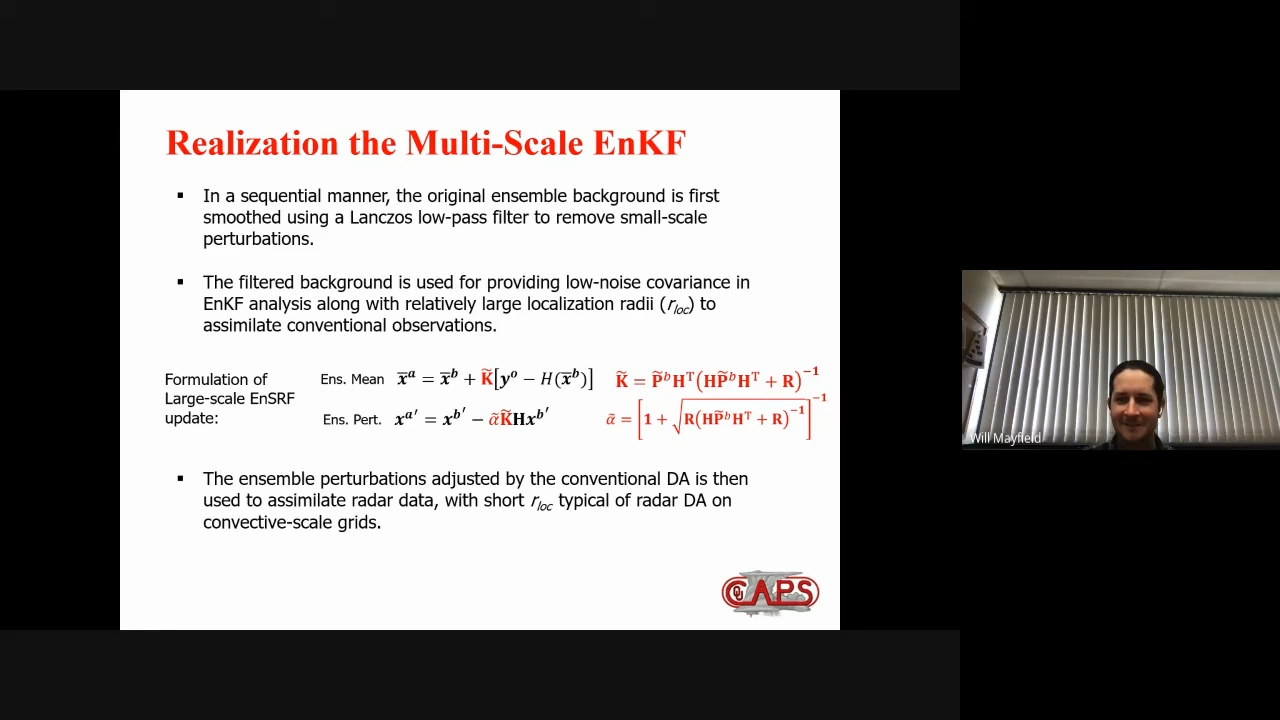 Realization the Multi-Scale EnKF
▪ In a sequential manner, the original ensemble background is first
smoothed using a Lanczos low-pass filter to remove small-scale
perturbations.
▪ The filtered background is used for providing low-noise covariance in
EnKF analysis along with relatively large localization radii (r_loc) to
assimilate conventional observations.
Formulation of
Large-scale EnSRF
update:
Ens. Mean x̅ᵃ = x̅ᵇ + K̃[yᵒ − H(x̅ᵇ)] K̃ = P̃ᵇHᵀ(HP̃ᵇHᵀ + R)⁻¹
Ens. Pert. xᵃ′ = xᵇ′ − α̃K̃Hxᵇ′ α̃ = [1 + √(R(HP̃ᵇHᵀ + R)⁻¹)]⁻¹
▪ The ensemble perturbations adjusted by the conventional DA is then
used to assimilate radar data, with short r_loc typical of radar DA on
convective-scale grids.
OU CAPS
Will Mayfield